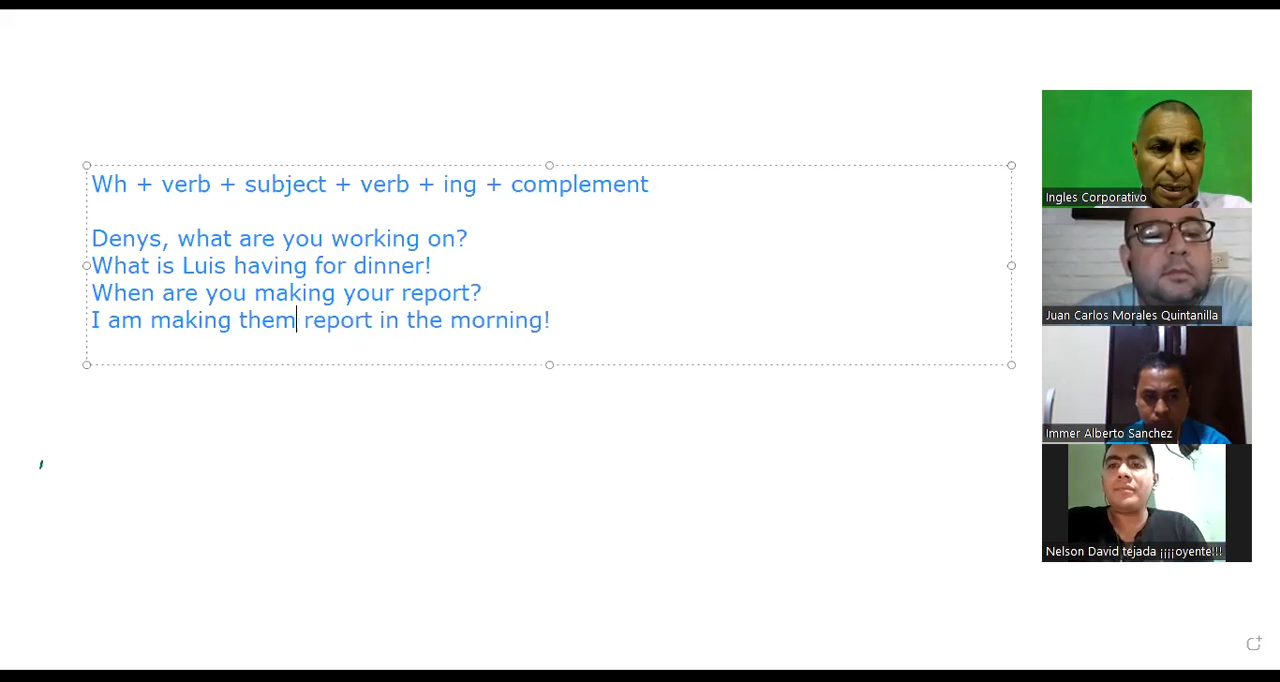 Wh + verb + subject + verb + ing + complement
Denys, what are you working on?
What is Luis having for dinner!
When are you making your report?
I am making them report in the morning!
Ingles Corporativo
Juan Carlos Morales Quintanilla
Immer Alberto Sanchez
Nelson David tejada ¡¡¡¡oyente!!!